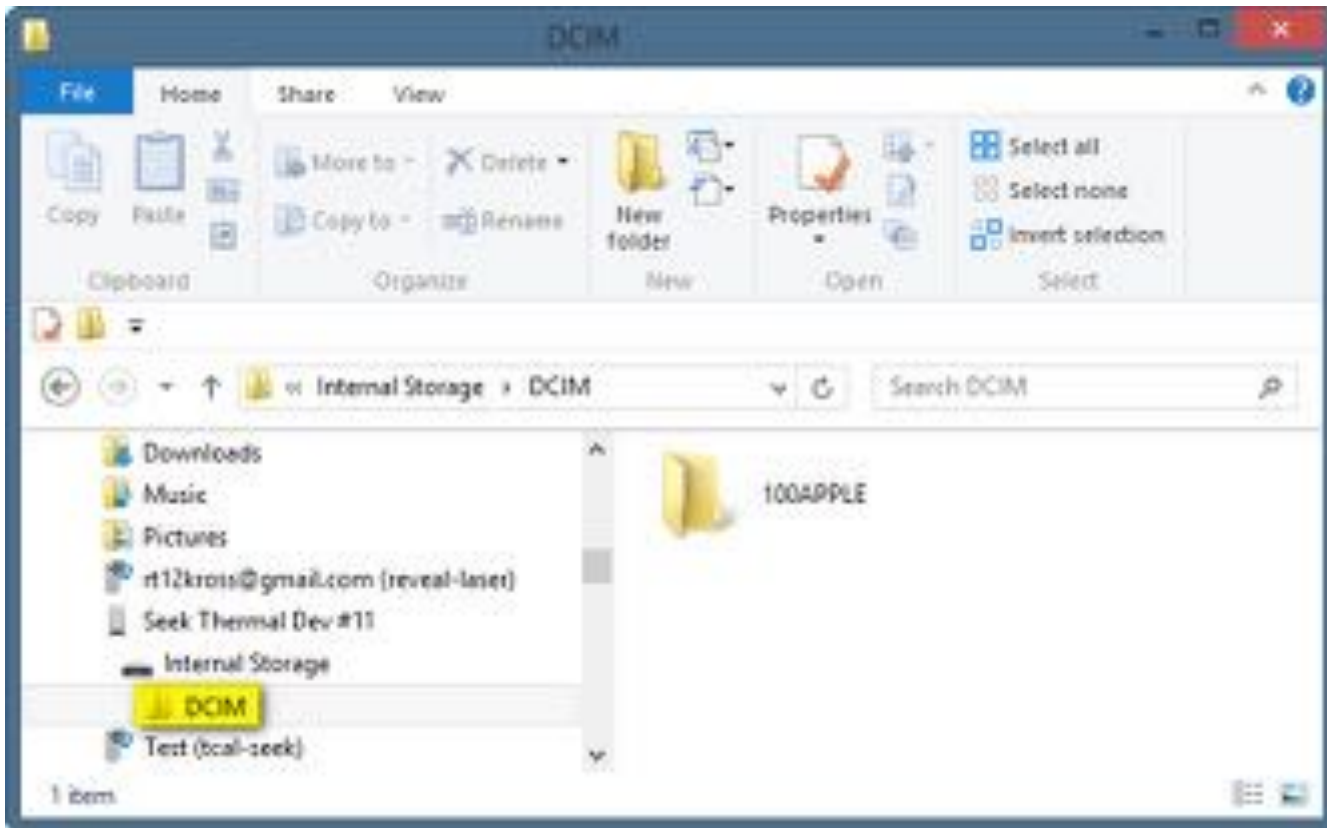 DCIM
File Home Share View
Copy Paste Move to Copy to Delete Rename New folder Properties Select all Select none Invert selection
Clipboard Organize New Open Select
« Internal Storage › DCIM Search DCIM
Downloads
Music
Pictures
rt12kross@gmail.com (reveal-laser)
Seek Thermal Dev #11
Internal Storage
DCIM
Test (tcal-seek)
100APPLE
1 item